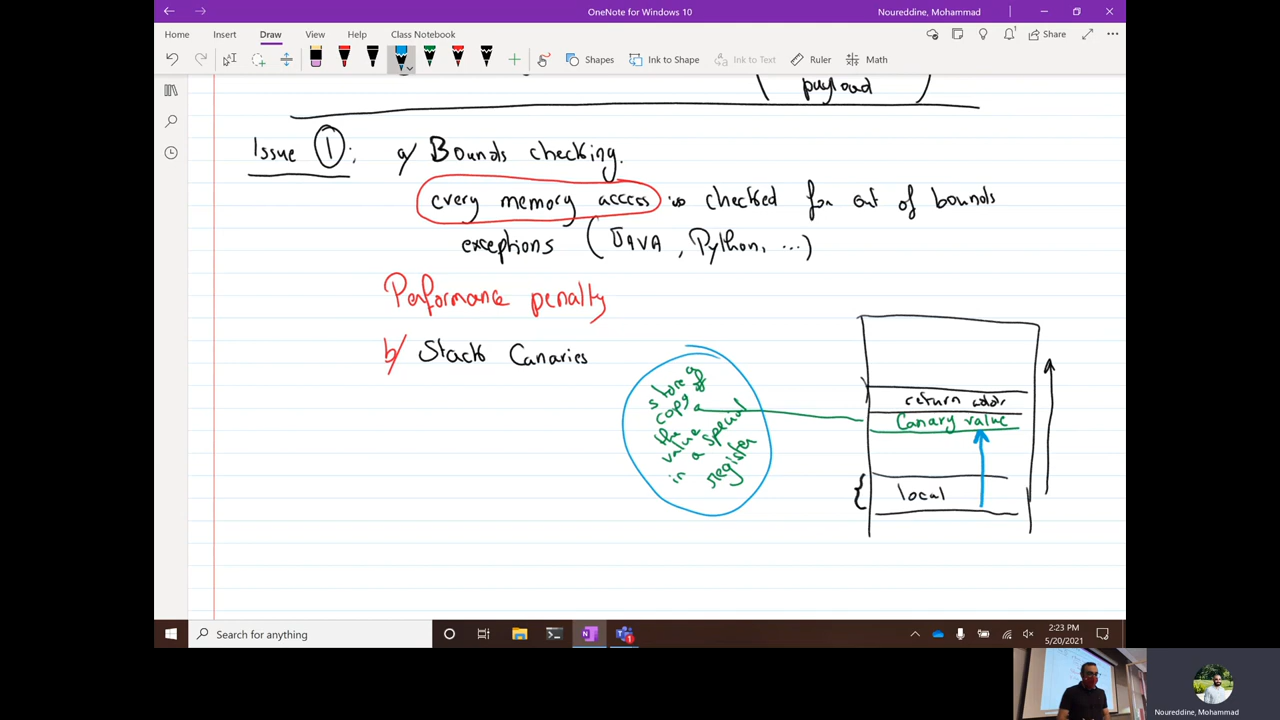 OneNote for Windows 10
Noureddine, Mohammad
Home Insert Draw View Help Class Notebook
Share
Shapes Ink to Shape Ink to Text Ruler Math
payload
Issue 1: a/ Bounds checking.
every memory access is checked for out of bounds
exceptions (JAVA, Python, ...)
Performance penalty
b/ Stack Canaries
store a
copy of
the
value
in a special
register
return addr
Canary value
local
Search for anything
2:23 PM
5/20/2021
Noureddine, Mohammad